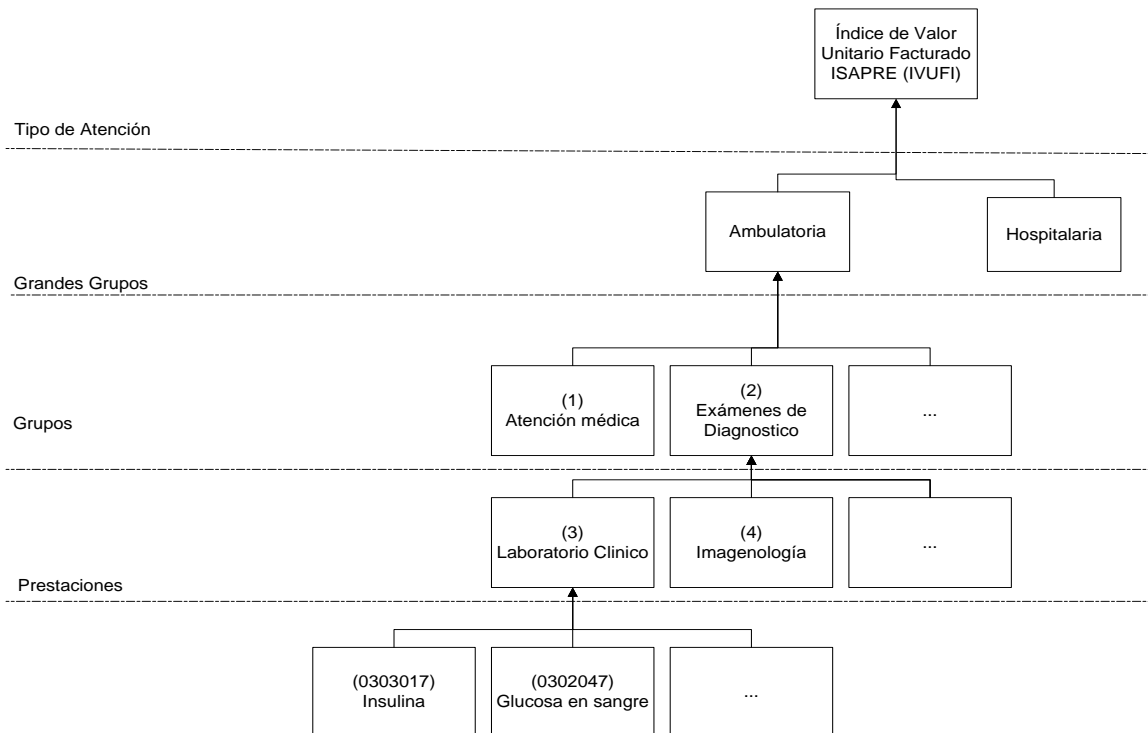 Índice de Valor
Unitario Facturado
ISAPRE (IVUFI)
Tipo de Atención
Ambulatoria
Hospitalaria
Grandes Grupos
(1)
Atención médica
(2)
Exámenes de
Diagnostico
...
Grupos
(3)
Laboratorio Clinico
(4)
Imagenología
...
Prestaciones
(0303017)
Insulina
(0302047)
Glucosa en sangre
...